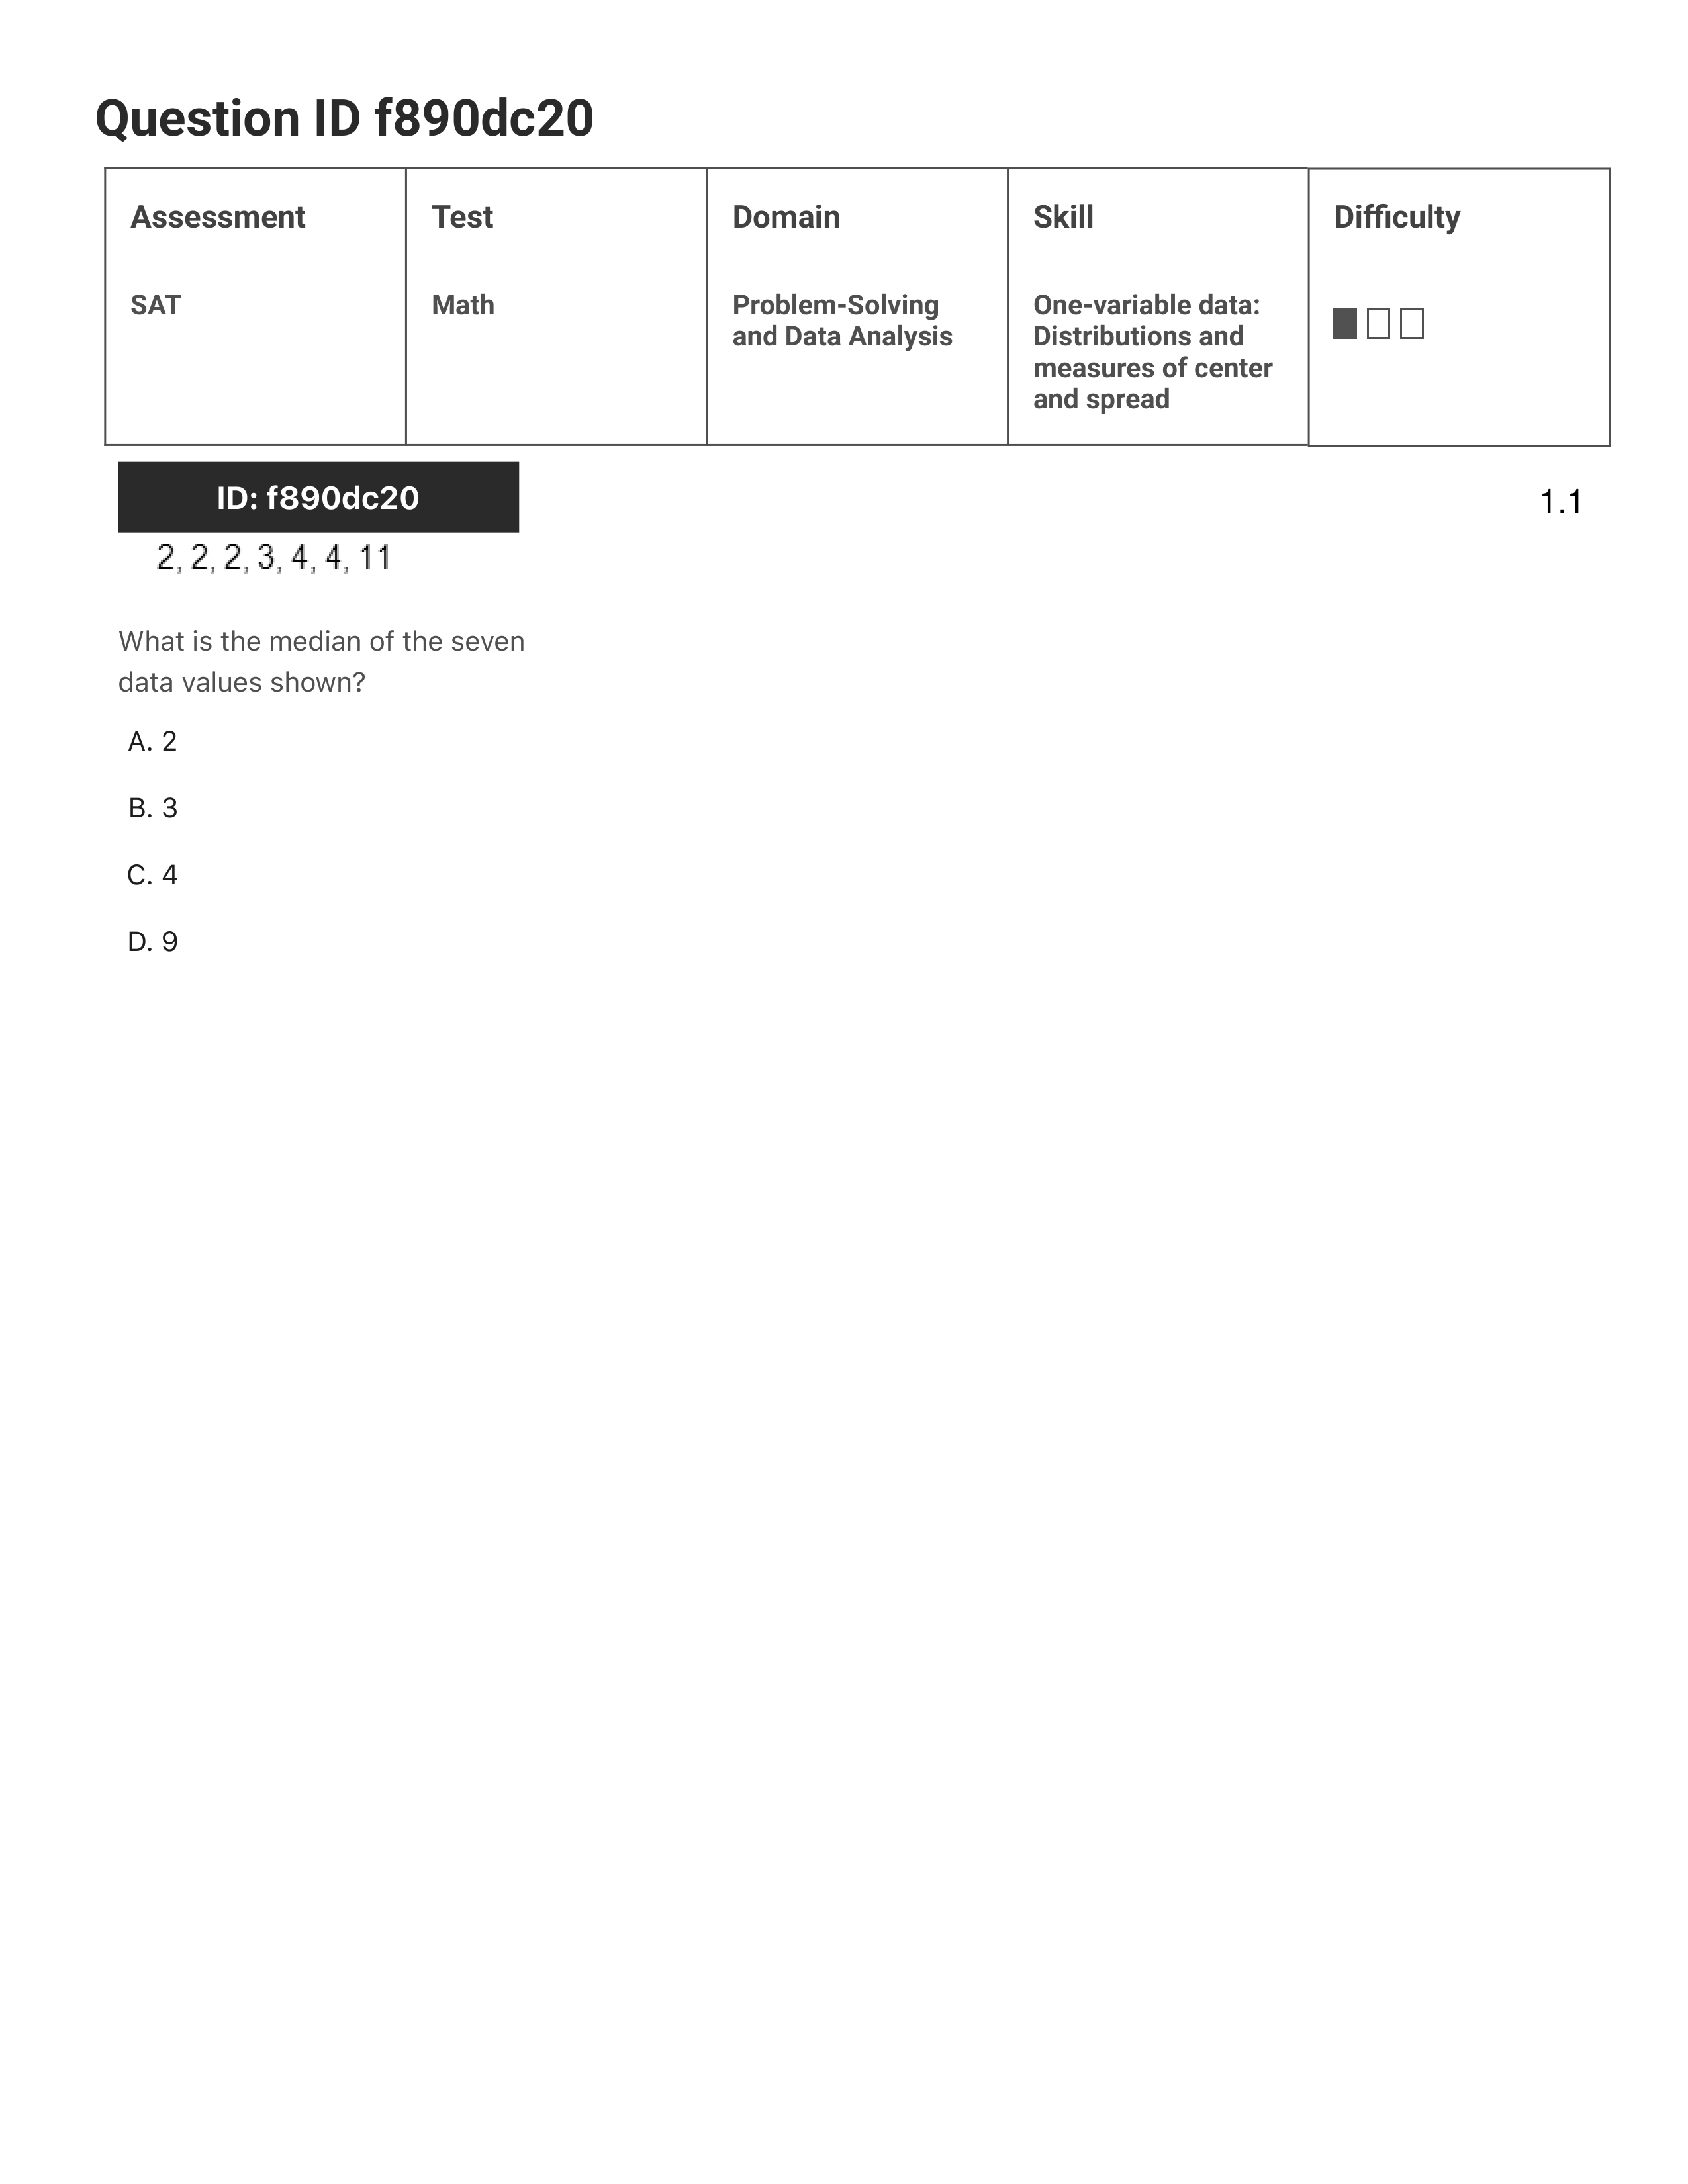 Question ID f890dc20
Assessment
Test
Domain
Skill
Difficulty
SAT
Math
Problem-Solving
and Data Analysis
One-variable data:
Distributions and
measures of center
and spread
ID: f890dc20
1.1
2, 2, 2, 3, 4, 4, 11
What is the median of the seven
data values shown?
A. 2
B. 3
C. 4
D. 9